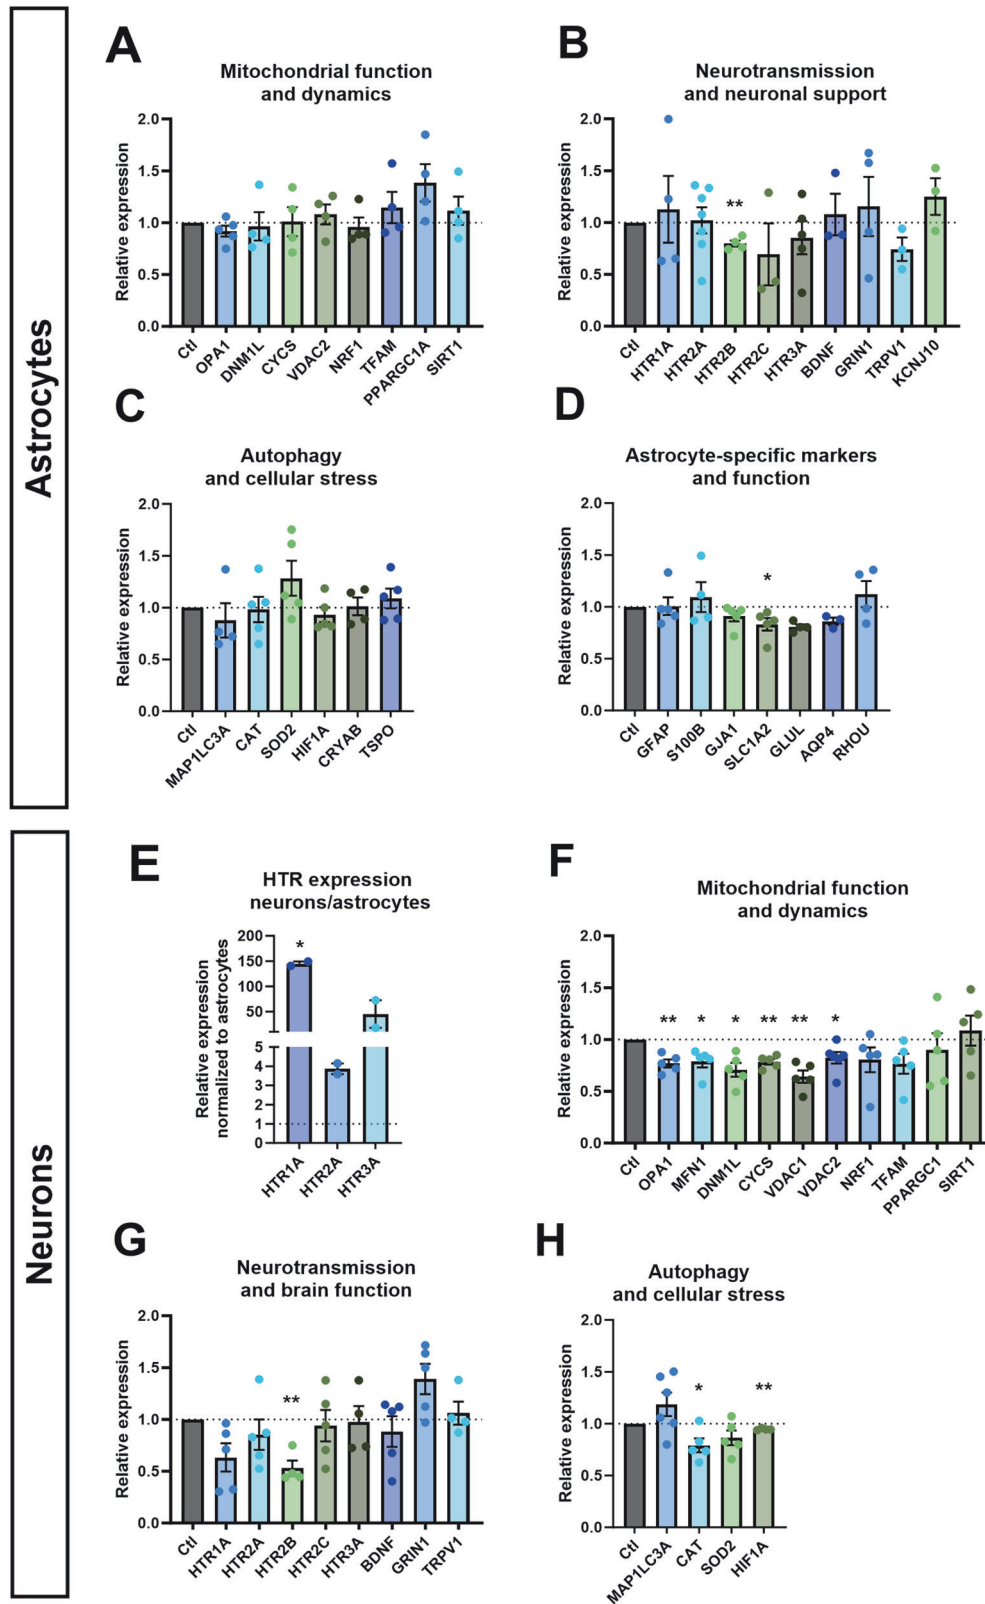 Astrocytes
A
Mitochondrial function
and dynamics
Relative expression
2.0
1.5
1.0
0.5
0.0
Ctl
OPA1
DNM1L
CYCS
VDAC2
NRF1
TFAM
PPARGC1A
SIRT1
B
Neurotransmission
and neuronal support
Relative expression
2.0
1.5
1.0
0.5
0.0
**
Ctl
HTR1A
HTR2A
HTR2B
HTR2C
HTR3A
BDNF
GRIN1
TRPV1
KCNJ10
C
Autophagy
and cellular stress
Relative expression
2.0
1.5
1.0
0.5
0.0
Ctl
MAP1LC3A
CAT
SOD2
HIF1A
CRYAB
TSPO
D
Astrocyte-specific markers
and function
Relative expression
2.0
1.5
1.0
0.5
0.0
*
Ctl
GFAP
S100B
GJA1
SLC1A2
GLUL
AQP4
RHOU
Neurons
E
HTR expression
neurons/astrocytes
Relative expression
normalized to astrocytes
200
150
100
50
5
4
3
2
1
0
*
HTR1A
HTR2A
HTR3A
F
Mitochondrial function
and dynamics
Relative expression
2.0
1.5
1.0
0.5
0.0
** * * ** ** *
Ctl
OPA1
MFN1
DNM1L
CYCS
VDAC1
VDAC2
NRF1
TFAM
PPARGC1
SIRT1
G
Neurotransmission
and brain function
Relative expression
2.0
1.5
1.0
0.5
0.0
**
Ctl
HTR1A
HTR2A
HTR2B
HTR2C
HTR3A
BDNF
GRIN1
TRPV1
H
Autophagy
and cellular stress
Relative expression
2.0
1.5
1.0
0.5
0.0
* **
Ctl
MAP1LC3A
CAT
SOD2
HIF1A